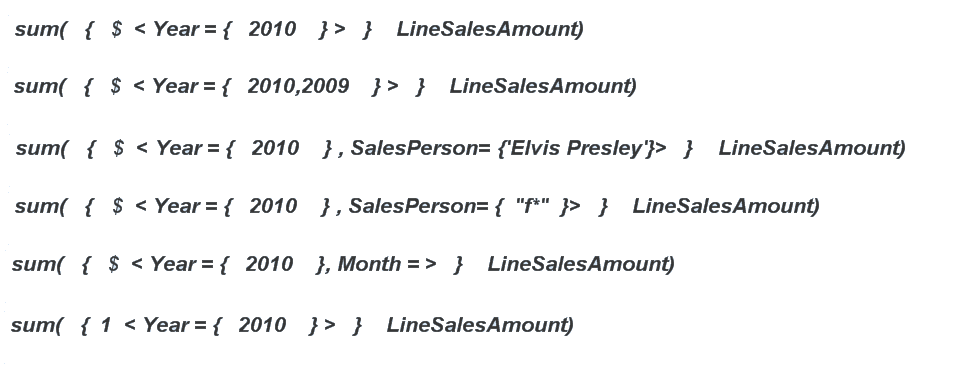 sum( { $ < Year = { 2010 } > } LineSalesAmount)
sum( { $ < Year = { 2010,2009 } > } LineSalesAmount)
sum( { $ < Year = { 2010 } , SalesPerson= {'Elvis Presley'}> } LineSalesAmount)
sum( { $ < Year = { 2010 } , SalesPerson= { "f*" }> } LineSalesAmount)
sum( { $ < Year = { 2010 }, Month = > } LineSalesAmount)
sum( { 1 < Year = { 2010 } > } LineSalesAmount)